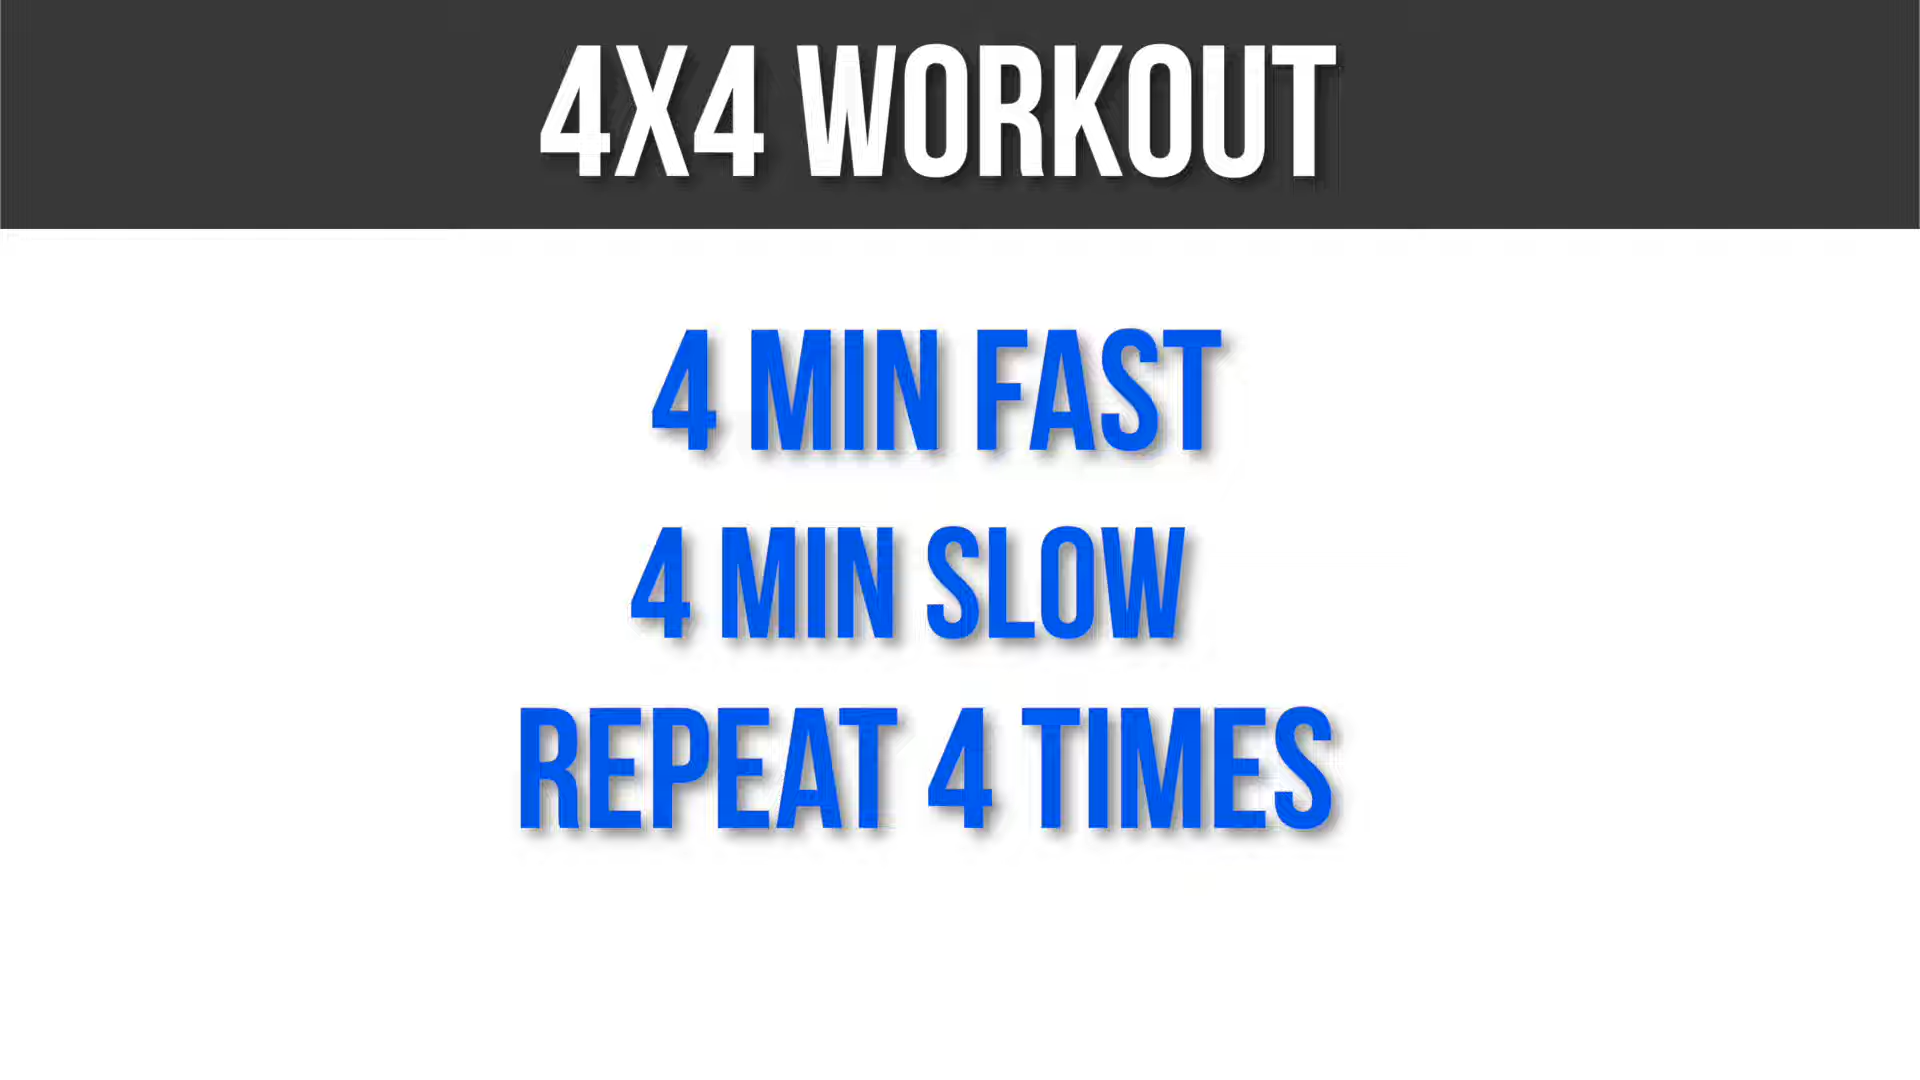 4X4 WORKOUT
4 MIN FAST
4 MIN SLOW
REPEAT 4 TIMES